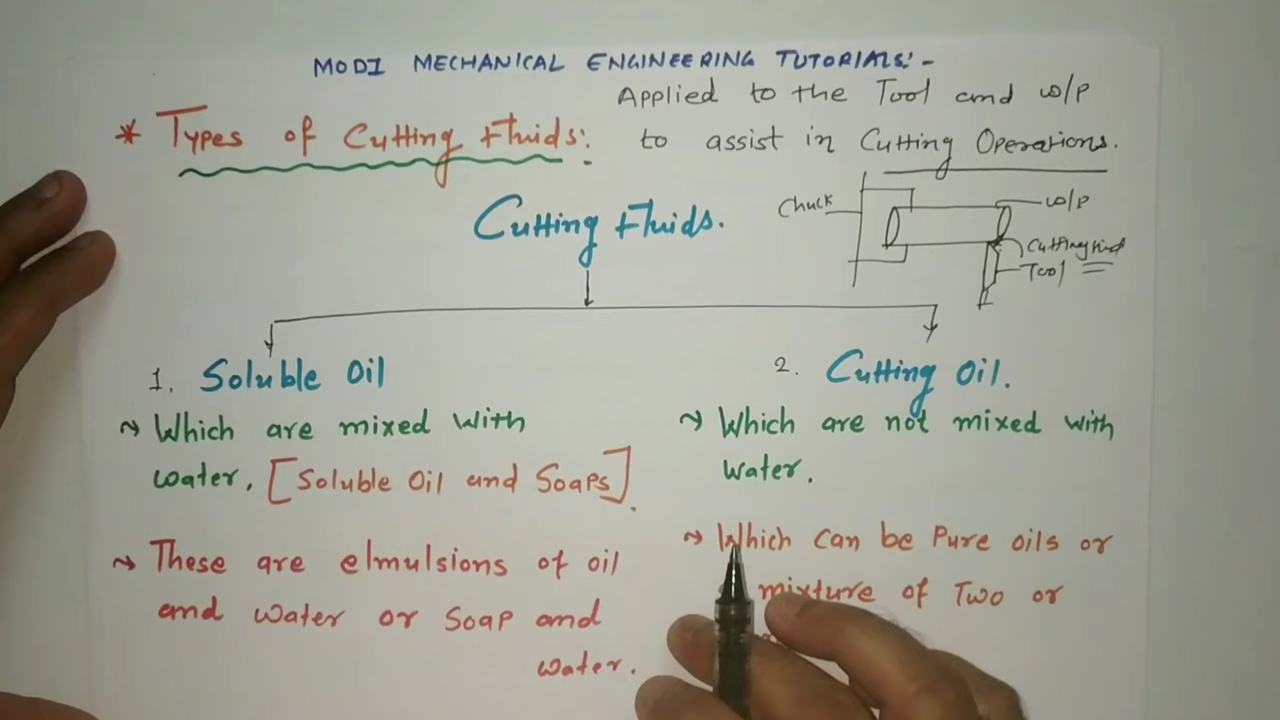 MODI MECHANICAL ENGINEERING TUTORIALS:-
* Types of Cutting Fluids:
Applied to the Tool and w/P
to assist in Cutting Operations.
Cutting Fluids.
Chuck
w/P
Cutting
Tool
1. Soluble Oil
~ Which are mixed with
water. [Soluble Oil and Soaps].
~ These are elmulsions of oil
and water or Soap and
water.
2. Cutting Oil.
~ Which are not mixed with
water.
~ Which can be Pure oils or
mixture of Two or